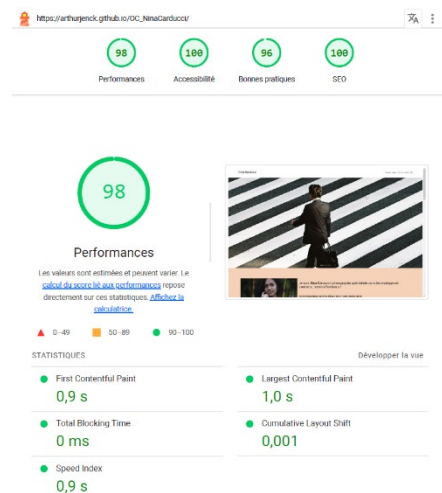 https://arthurjenck.github.io/OC_NinaCarducci/
98 100 96 100
Performances Accessibilité Bonnes pratiques SEO
98
Performances
Les valeurs sont estimées et peuvent varier. Le
calcul du score lié aux performances repose
directement sur ces statistiques. Affichez la
calculatrice.
0–49 50–89 90–100
STATISTIQUES Développer la vue
First Contentful Paint
0,9 s
Largest Contentful Paint
1,0 s
Total Blocking Time
0 ms
Cumulative Layout Shift
0,001
Speed Index
0,9 s